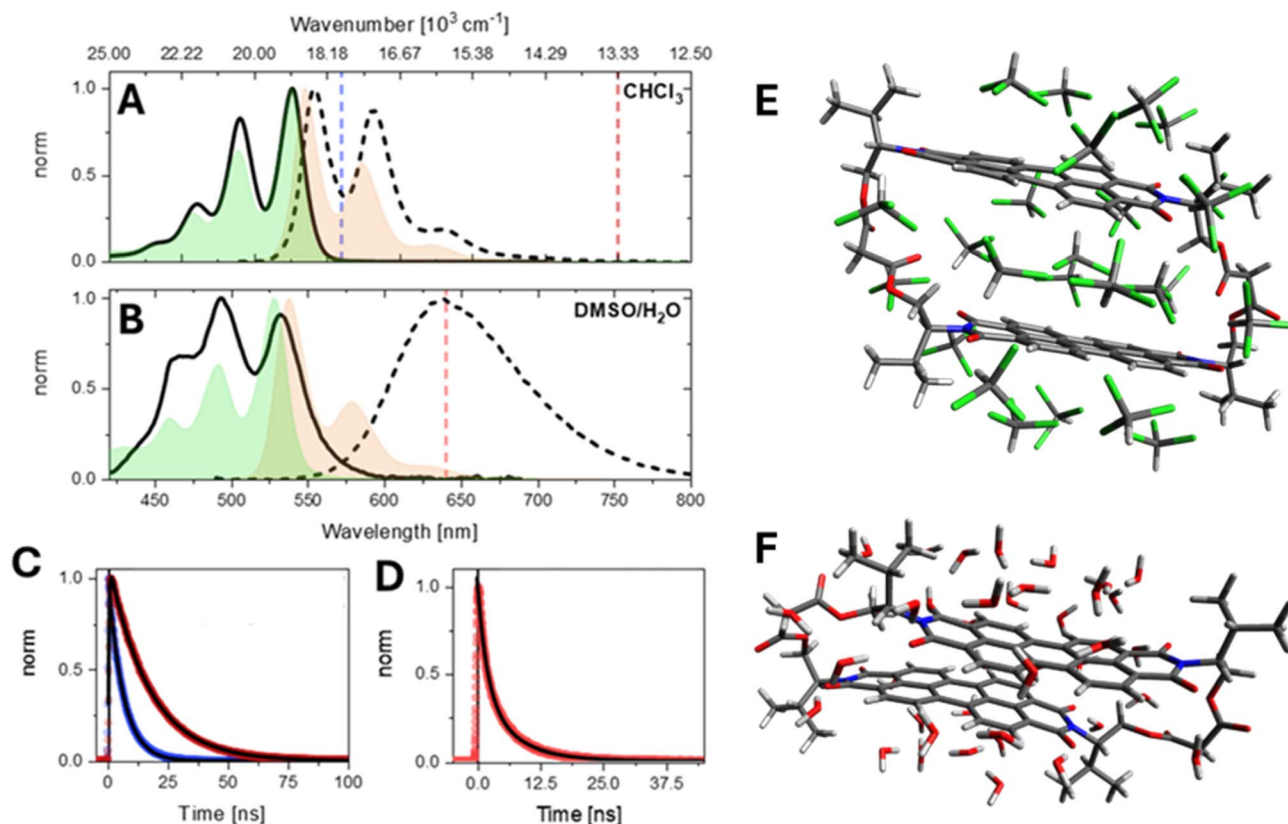 Wavenumber [10³ cm⁻¹]
25.00 22.22 20.00 18.18 16.67 15.38 14.29 13.33 12.50
A
CHCl₃
1.0
0.5
0.0
norm
B
DMSO/H₂O
1.0
0.5
0.0
norm
450 500 550 600 650 700 750 800
Wavelength [nm]
C
1.0
0.5
0.0
norm
0 25 50 75 100
Time [ns]
D
1.0
0.5
0.0
norm
0.0 12.5 25.0 37.5
Time [ns]
E
F